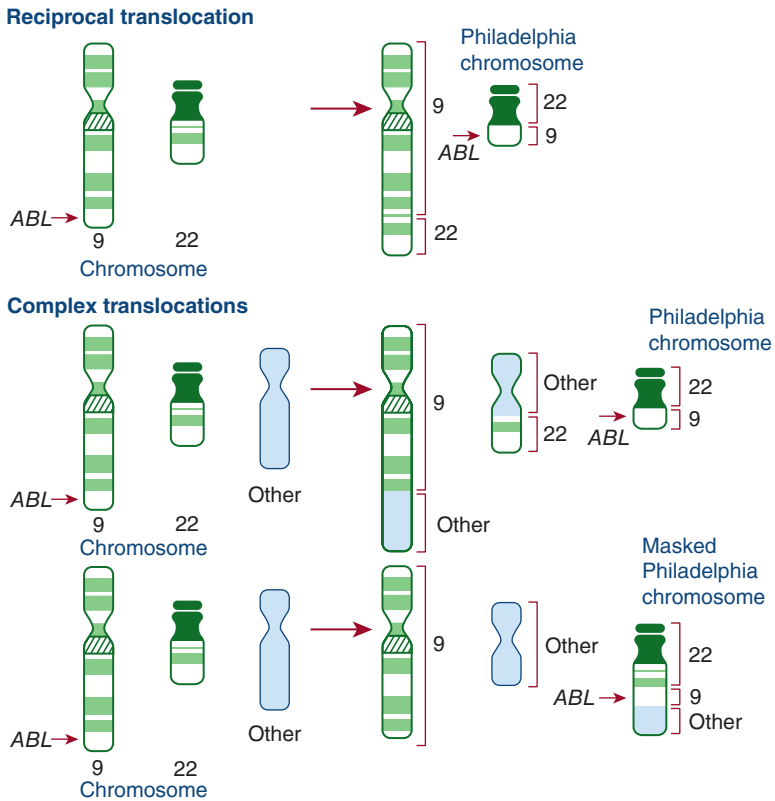 Reciprocal translocation
Philadelphia
chromosome
9
22
9
ABL
22
ABL
9
22
Chromosome
Complex translocations
Philadelphia
chromosome
9
Other
22
22
9
ABL
Other
ABL
9
22
Other
Chromosome
Masked
Philadelphia
chromosome
9
Other
22
9
Other
ABL
Other
ABL
9
22
Chromosome